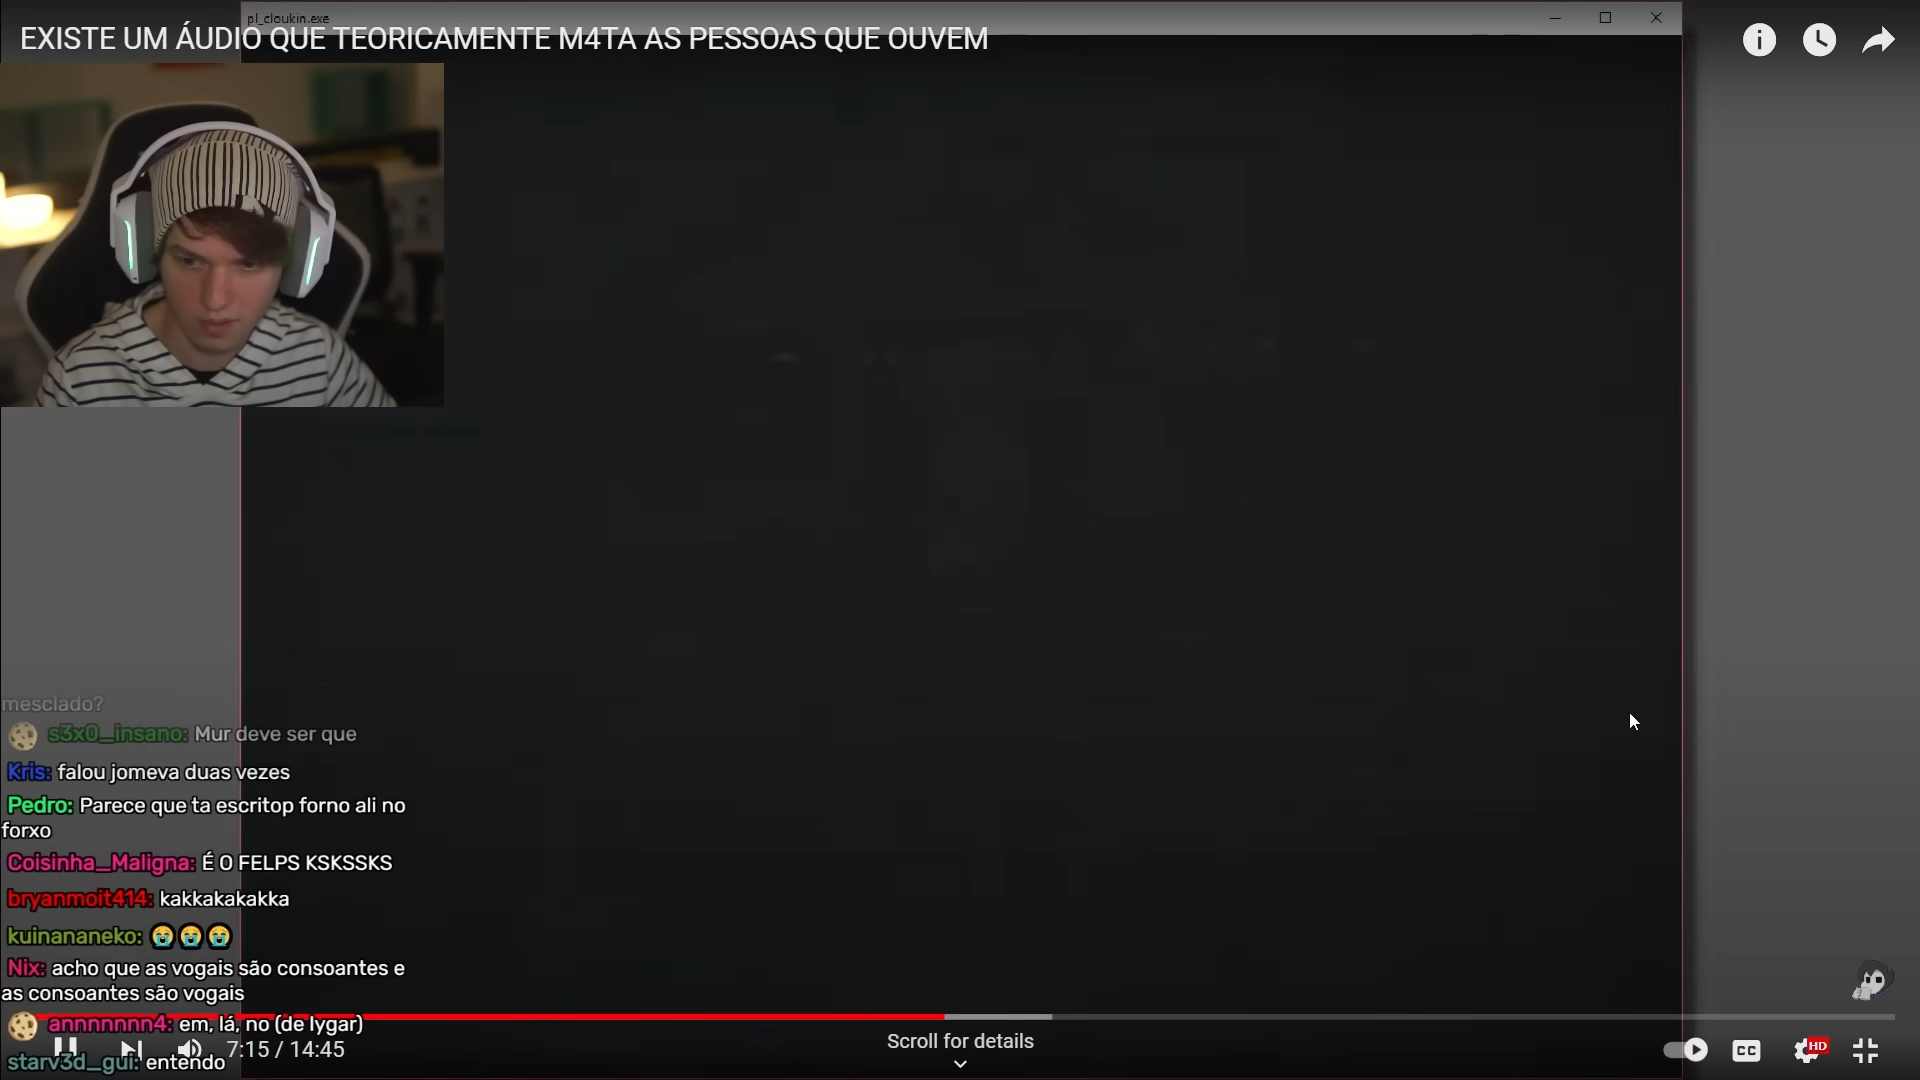 pl_cloukin.exe
EXISTE UM ÁUDIO QUE TEORICAMENTE M4TA AS PESSOAS QUE OUVEM
mesclado?
s3x0_insano: Mur deve ser que
Kris: falou jomeva duas vezes
Pedro: Parece que ta escritop forno ali no
forxo
Coisinha_Maligna: É O FELPS KSKSSKS
bryanmoit414: kakkakakakka
kuinananeko: 😭😭😭
Nix: acho que as vogais são consoantes e
as consoantes são vogais
annnnnnn4: em, lá, no (de lygar)
starv3d_gui: entendo
7:15 / 14:45
Scroll for details
CC
HD